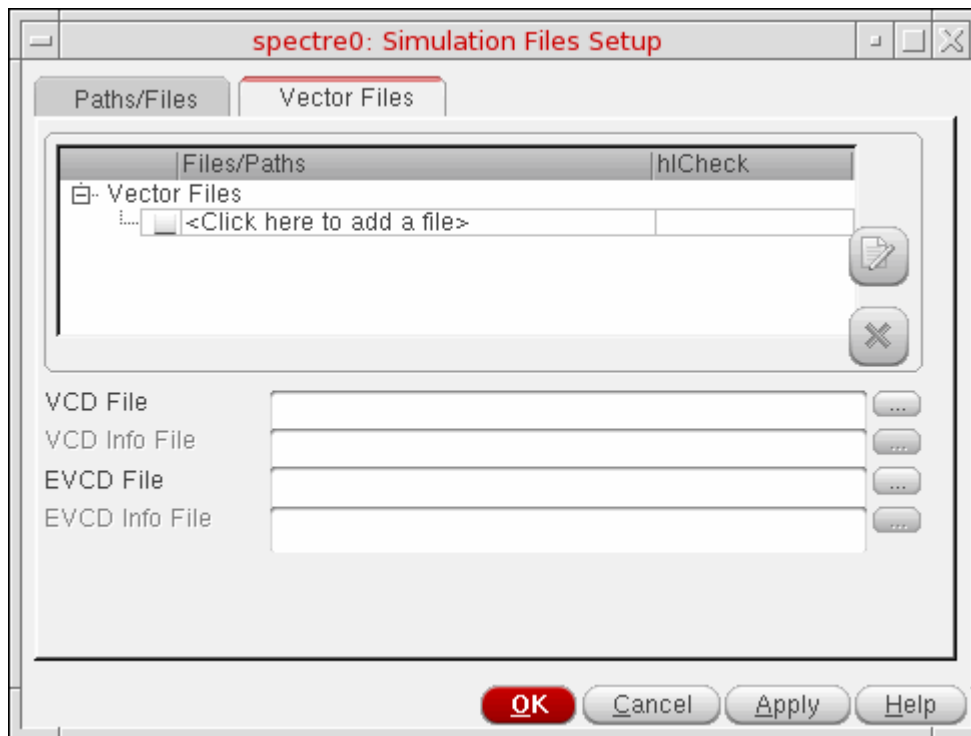 spectre0: Simulation Files Setup
Paths/Files
Vector Files
Files/Paths
hlCheck
Vector Files
<Click here to add a file>
VCD File
...
VCD Info File
...
EVCD File
...
EVCD Info File
...
OK
Cancel
Apply
Help